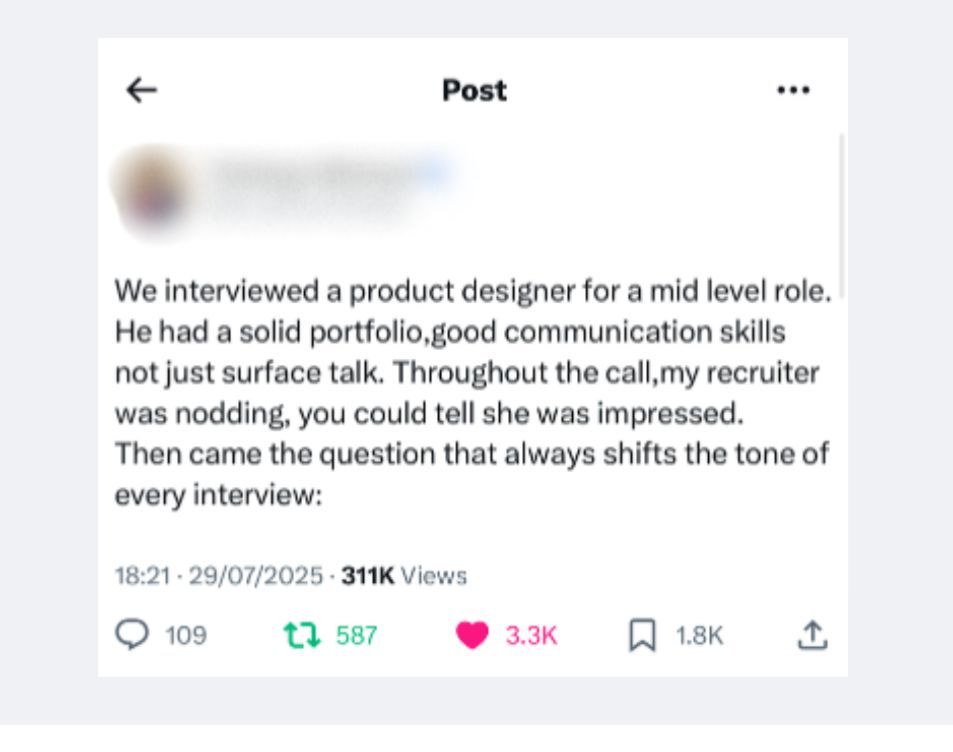 Post
We interviewed a product designer for a mid level role.
He had a solid portfolio,good communication skills
not just surface talk. Throughout the call,my recruiter
was nodding, you could tell she was impressed.
Then came the question that always shifts the tone of
every interview:
18:21 · 29/07/2025 · 311K Views
109 587 3.3K 1.8K